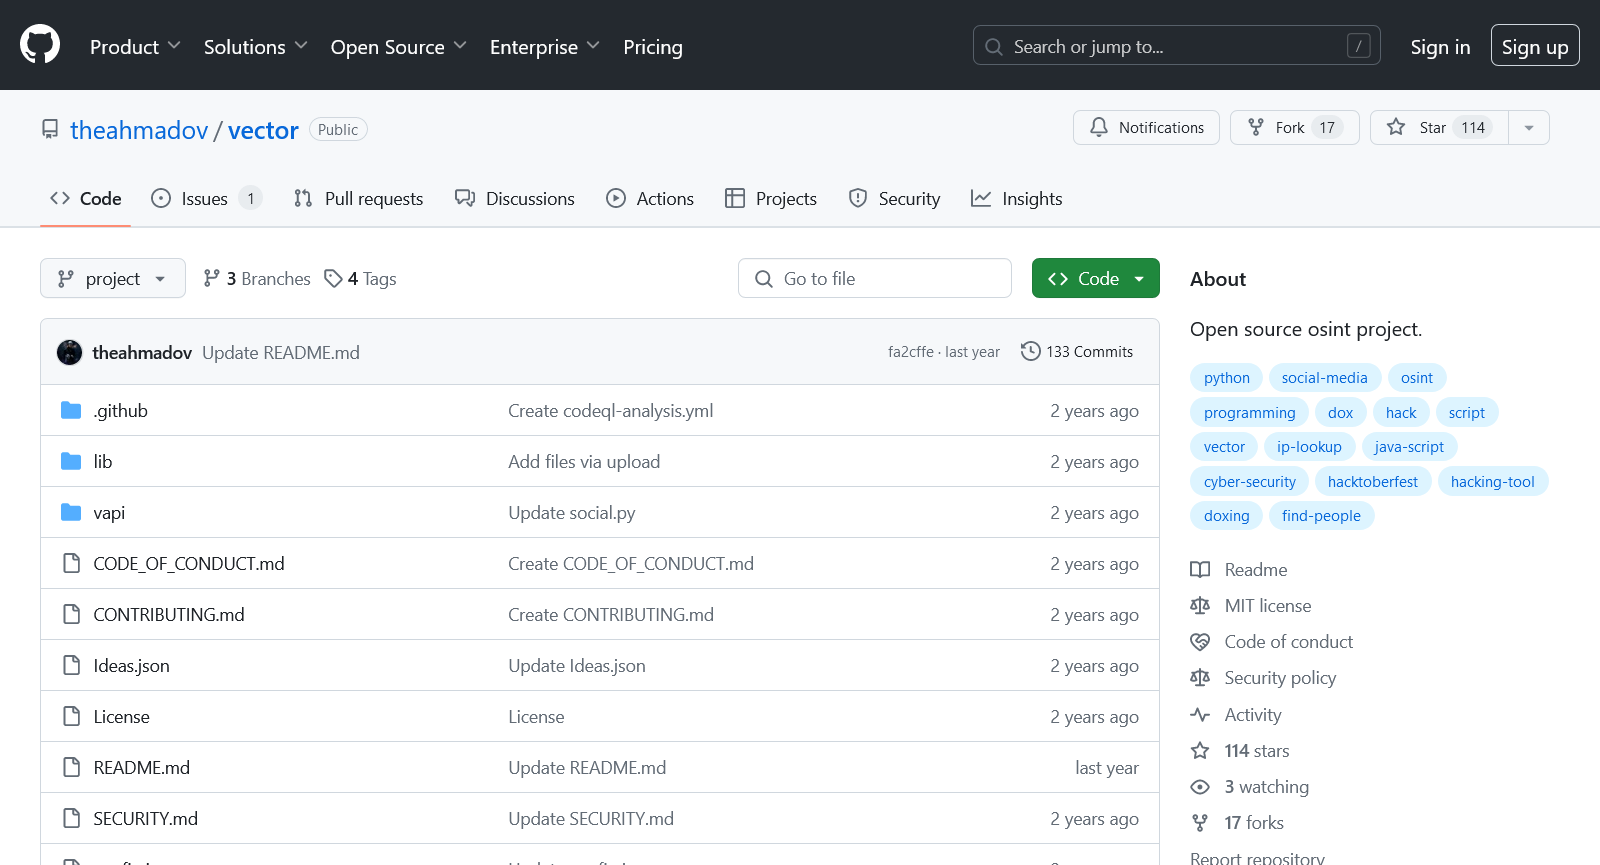 Product Solutions Open Source Enterprise Pricing Search or jump to... / Sign in Sign up
theahmadov / vector Public Notifications Fork 17 Star 114
Code Issues 1 Pull requests Discussions Actions Projects Security Insights
project 3 Branches 4 Tags Go to file Code
theahmadov Update README.md fa2cffe · last year 133 Commits
.github Create codeql-analysis.yml 2 years ago
lib Add files via upload 2 years ago
vapi Update social.py 2 years ago
CODE_OF_CONDUCT.md Create CODE_OF_CONDUCT.md 2 years ago
CONTRIBUTING.md Create CONTRIBUTING.md 2 years ago
Ideas.json Update Ideas.json 2 years ago
License License 2 years ago
README.md Update README.md last year
SECURITY.md Update SECURITY.md 2 years ago
About
Open source osint project.
python social-media osint
programming dox hack script
vector ip-lookup java-script
cyber-security hacktoberfest hacking-tool
doxing find-people
Readme
MIT license
Code of conduct
Security policy
Activity
114 stars
3 watching
17 forks
Report repository